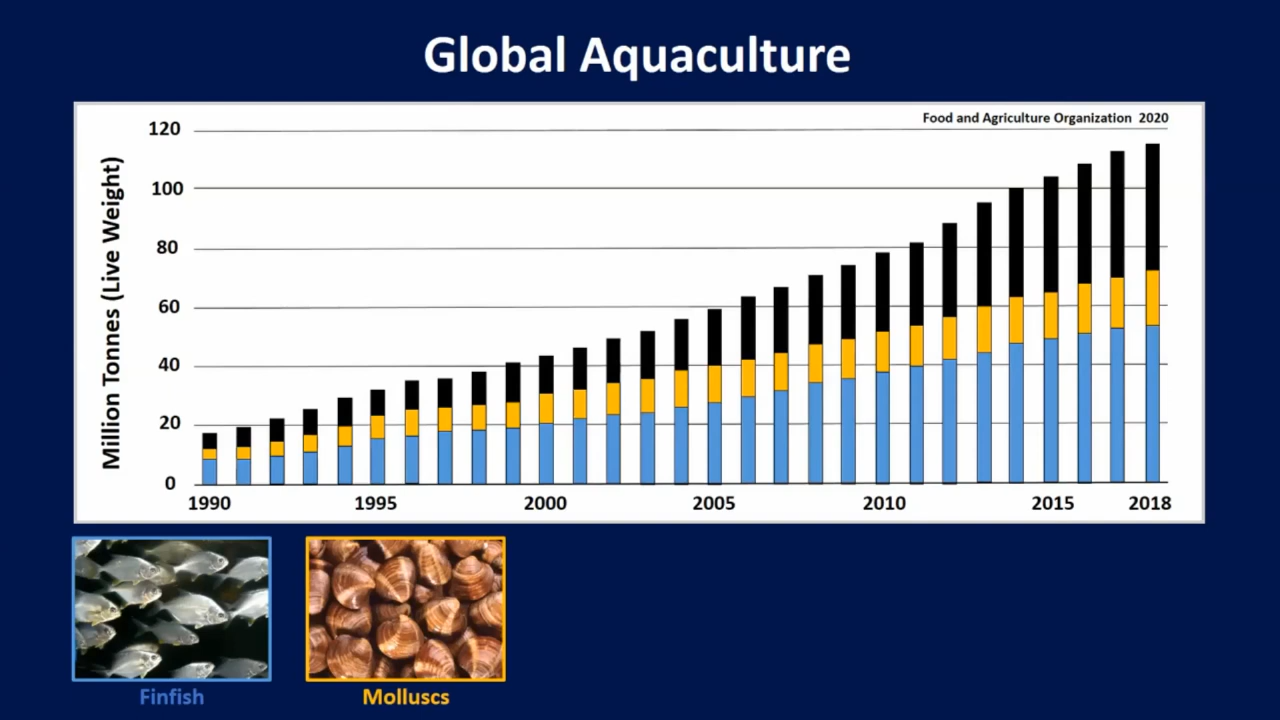 Global Aquaculture
Food and Agriculture Organization 2020
Million Tonnes (Live Weight)
120
100
80
60
40
20
0
1990 1995 2000 2005 2010 2015 2018
Finfish Molluscs